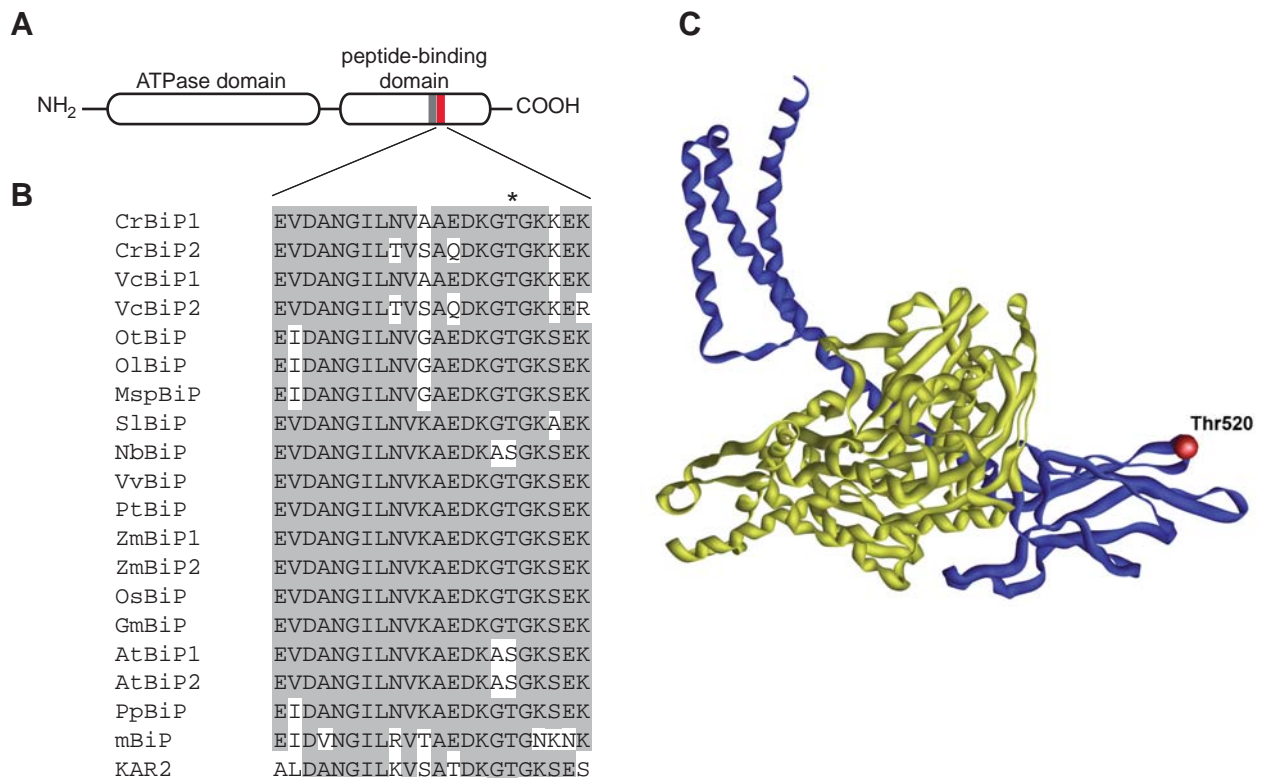 A
peptide-binding
domain
ATPase domain
NH2
COOH
B
*
CrBiP1 EVDANGILNVAAEDKGTGKKEK
CrBiP2 EVDANGILTVSAQDKGTGKKEK
VcBiP1 EVDANGILNVAAEDKGTGKKEK
VcBiP2 EVDANGILTVSAQDKGTGKKER
OtBiP EIDANGILNVGAEDKGTGKSEK
OlBiP EIDANGILNVGAEDKGTGKSEK
MspBiP EIDANGILNVGAEDKGTGKSEK
SlBiP EVDANGILNVKAEDKGTGKAEK
NbBiP EVDANGILNVKAEDKASGKSEK
VvBiP EVDANGILNVKAEDKGTGKSEK
PtBiP EVDANGILNVKAEDKGTGKSEK
ZmBiP1 EVDANGILNVKAEDKGTGKSEK
ZmBiP2 EVDANGILNVKAEDKGTGKSEK
OsBiP EVDANGILNVKAEDKGTGKSEK
GmBiP EVDANGILNVKAEDKGTGKSEK
AtBiP1 EVDANGILNVKAEDKASGKSEK
AtBiP2 EVDANGILNVKAEDKASGKSEK
PpBiP EIDANGILNVKAEDKGTGKSEK
mBiP EIDVNGILRVTAEDKGTGNKNK
KAR2 ALDANGILKVSATDKGTGKSES
C
Thr520